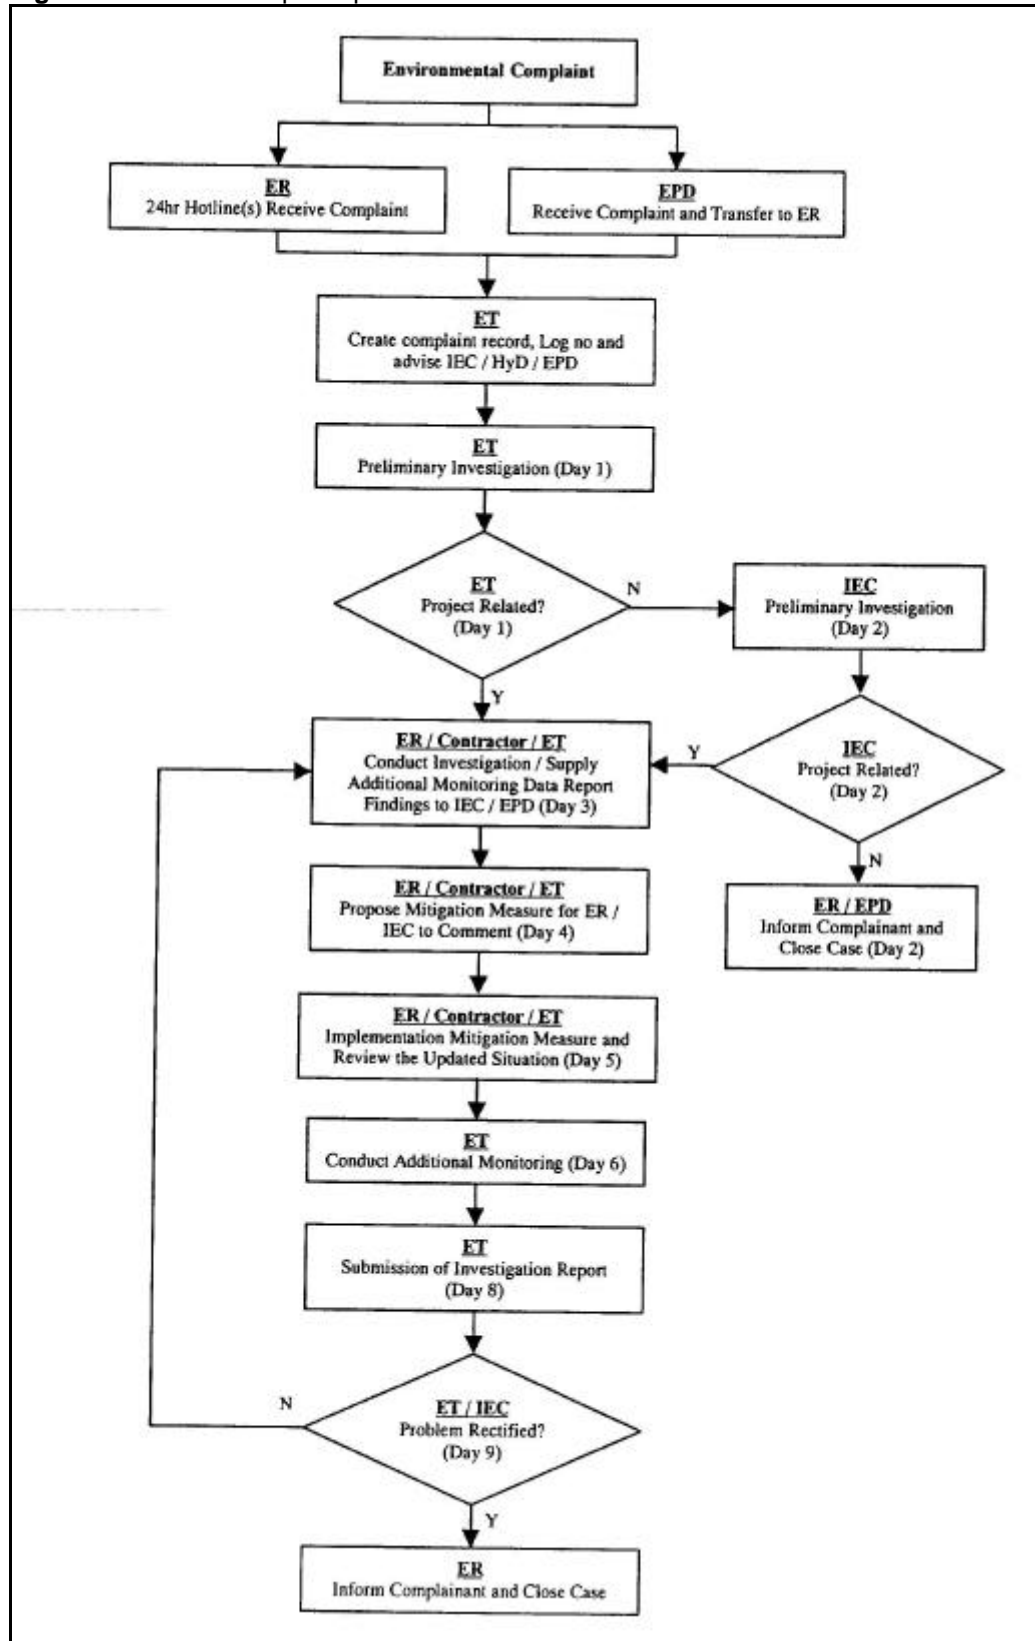 Environmental Complaint
ER
24hr Hotline(s) Receive Complaint
EPD
Receive Complaint and Transfer to ER
ET
Create complaint record, Log no and
advise IEC / HyD / EPD
ET
Preliminary Investigation (Day 1)
ET
Project Related?
(Day 1)
N
IEC
Preliminary Investigation
(Day 2)
Y
ER / Contractor / ET
Conduct Investigation / Supply
Additional Monitoring Data Report
Findings to IEC / EPD (Day 3)
Y
IEC
Project Related?
(Day 2)
N
ER / Contractor / ET
Propose Mitigation Measure for ER /
IEC to Comment (Day 4)
ER / EPD
Inform Complainant and
Close Case (Day 2)
ER / Contractor / ET
Implementation Mitigation Measure and
Review the Updated Situation (Day 5)
ET
Conduct Additional Monitoring (Day 6)
ET
Submission of Investigation Report
(Day 8)
N
ET / IEC
Problem Rectified?
(Day 9)
Y
ER
Inform Complainant and Close Case